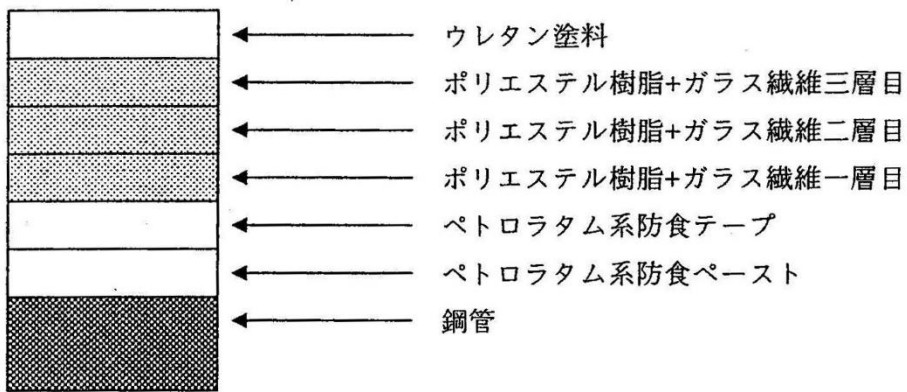 ウレタン塗料
ポリエステル樹脂+ガラス繊維三層目
ポリエステル樹脂+ガラス繊維二層目
ポリエステル樹脂+ガラス繊維一層目
ペトロラタム系防食テープ
ペトロラタム系防食ペースト
鋼管